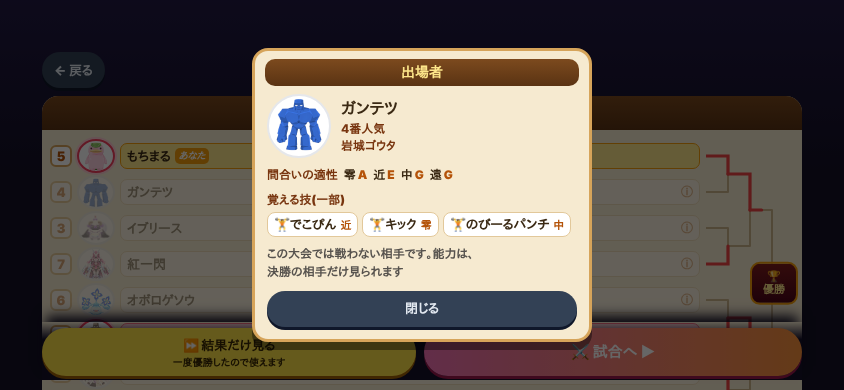 ← 戻る
出場者
ガンテツ
4番人気
岩城ゴウタ
間合いの適性 零A 近E 中G 遠G
覚える技(一部)
でこぴん 近 キック 零 のびーるパンチ 中
この大会では戦わない相手です。能力は、
決勝の相手だけ見られます
閉じる
5 もちまる あなた
4 ガンテツ
3 イブリース
7 紅一閃
6 オボロゲソウ
優勝
結果だけ見る
一度優勝したので使えます
試合へ ▶